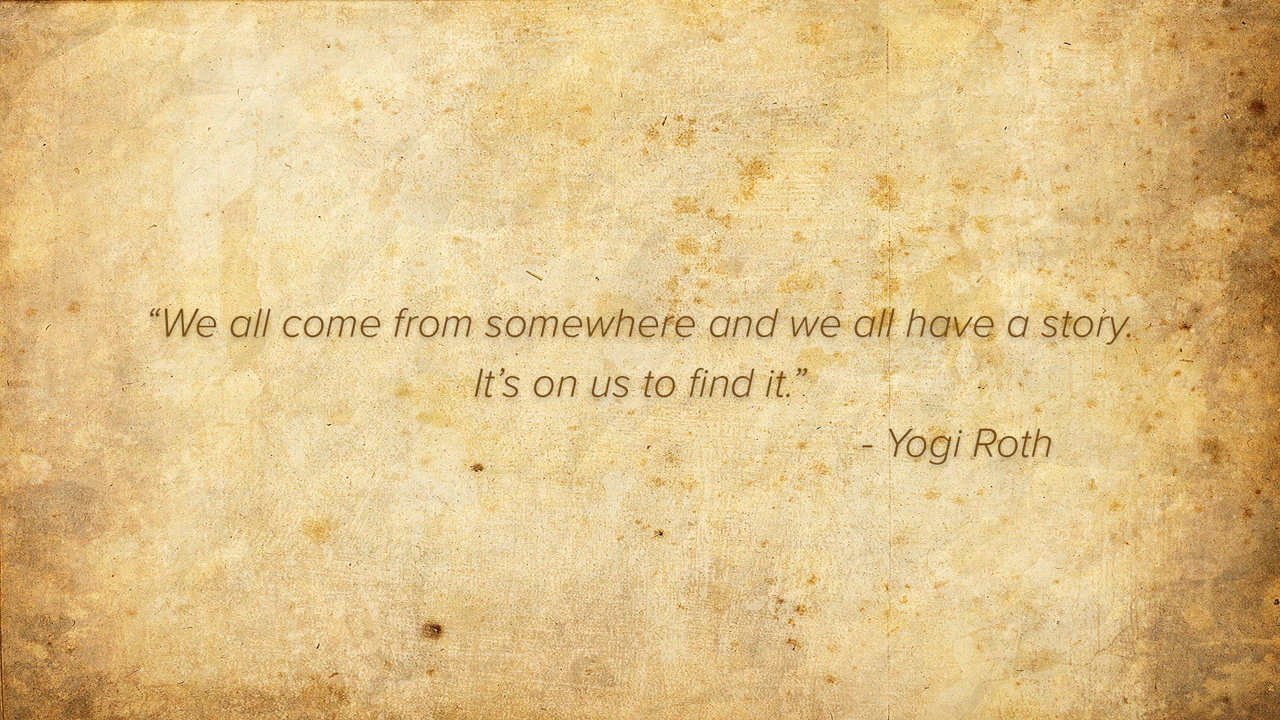 “We all come from somewhere and we all have a story.
It’s on us to find it.”
- Yogi Roth